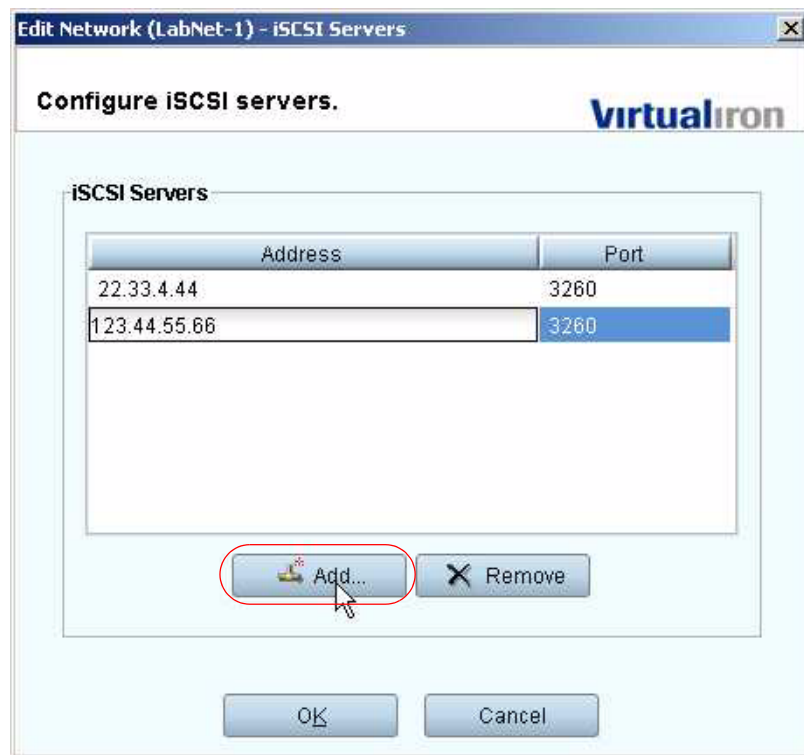 Edit Network (LabNet-1) - iSCSI Servers
Configure iSCSI servers.
Virtualiron
iSCSI Servers
Address Port
22.33.4.44 3260
123.44.55.66 3260
Add... Remove
OK Cancel